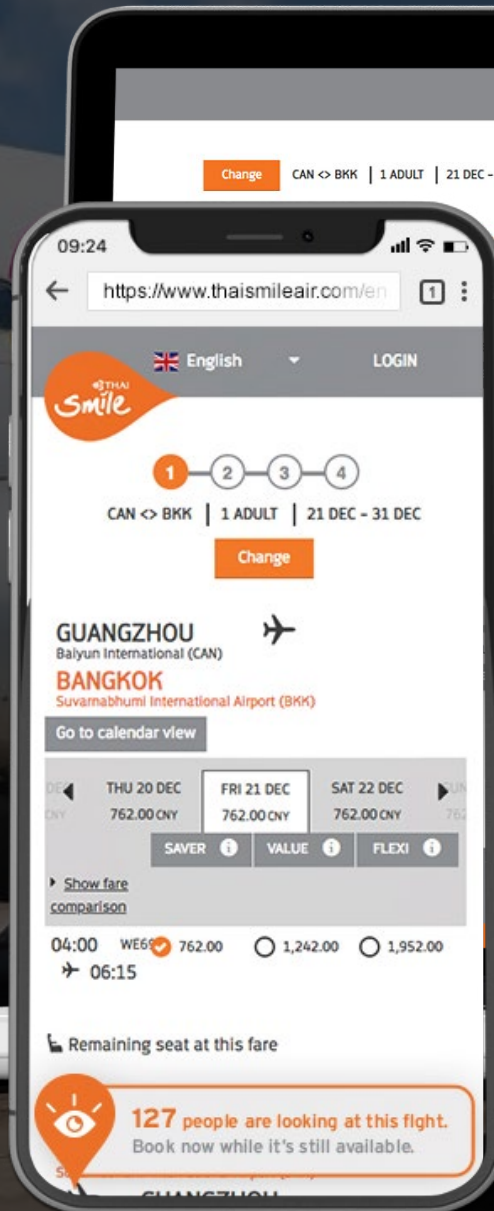 Change CAN <> BKK | 1 ADULT | 21 DEC –
09:24
https://www.thaismileair.com/en
1
English
LOGIN
THAI
Smile
1 2 3 4
CAN <> BKK | 1 ADULT | 21 DEC – 31 DEC
Change
GUANGZHOU
Baiyun International (CAN)
BANGKOK
Suvarnabhumi International Airport (BKK)
Go to calendar view
THU 20 DEC FRI 21 DEC SAT 22 DEC
762.00 CNY 762.00 CNY 762.00 CNY
SAVER i VALUE i FLEXI i
Show fare
comparison
04:00 762.00 1,242.00 1,952.00
06:15
Remaining seat at this fare
127 people are looking at this flght.
Book now while it's still available.
GUANGZHOU